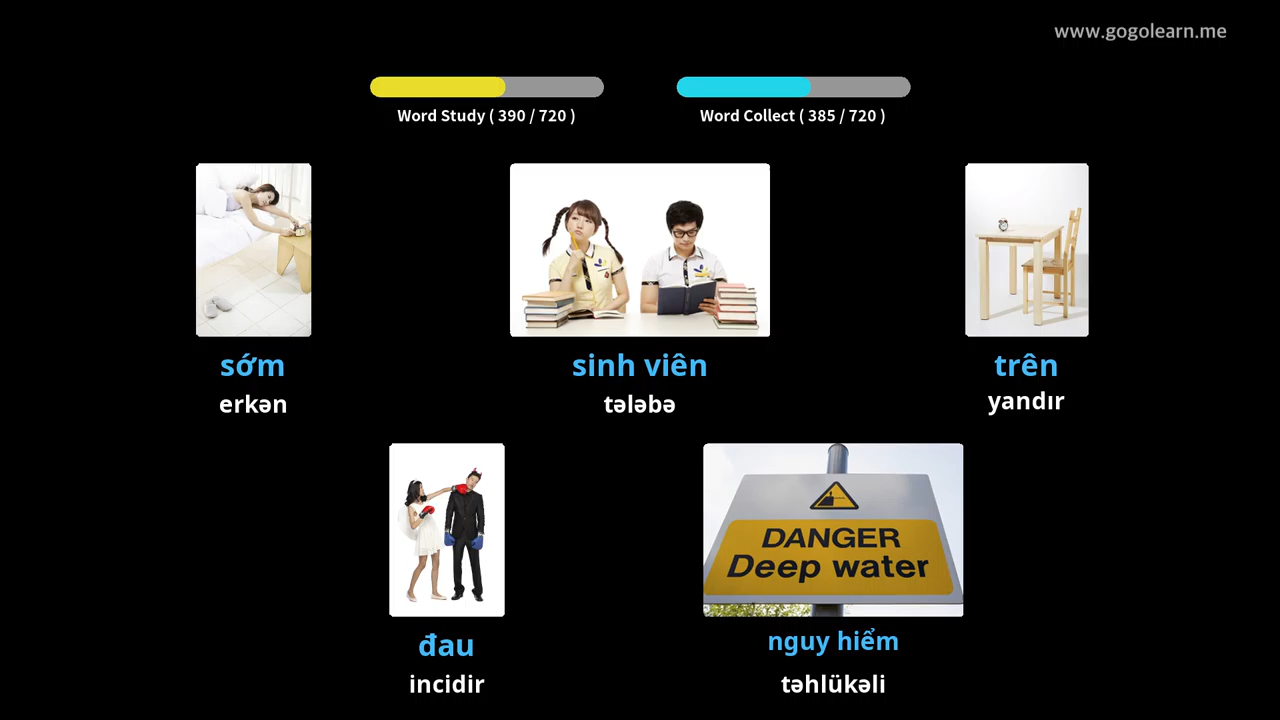 www.gogolearn.me
Word Study ( 390 / 720 )
Word Collect ( 385 / 720 )
sớm
erkən
sinh viên
tələbə
trên
yandır
DANGER
Deep water
đau
incidir
nguy hiểm
təhlükəli